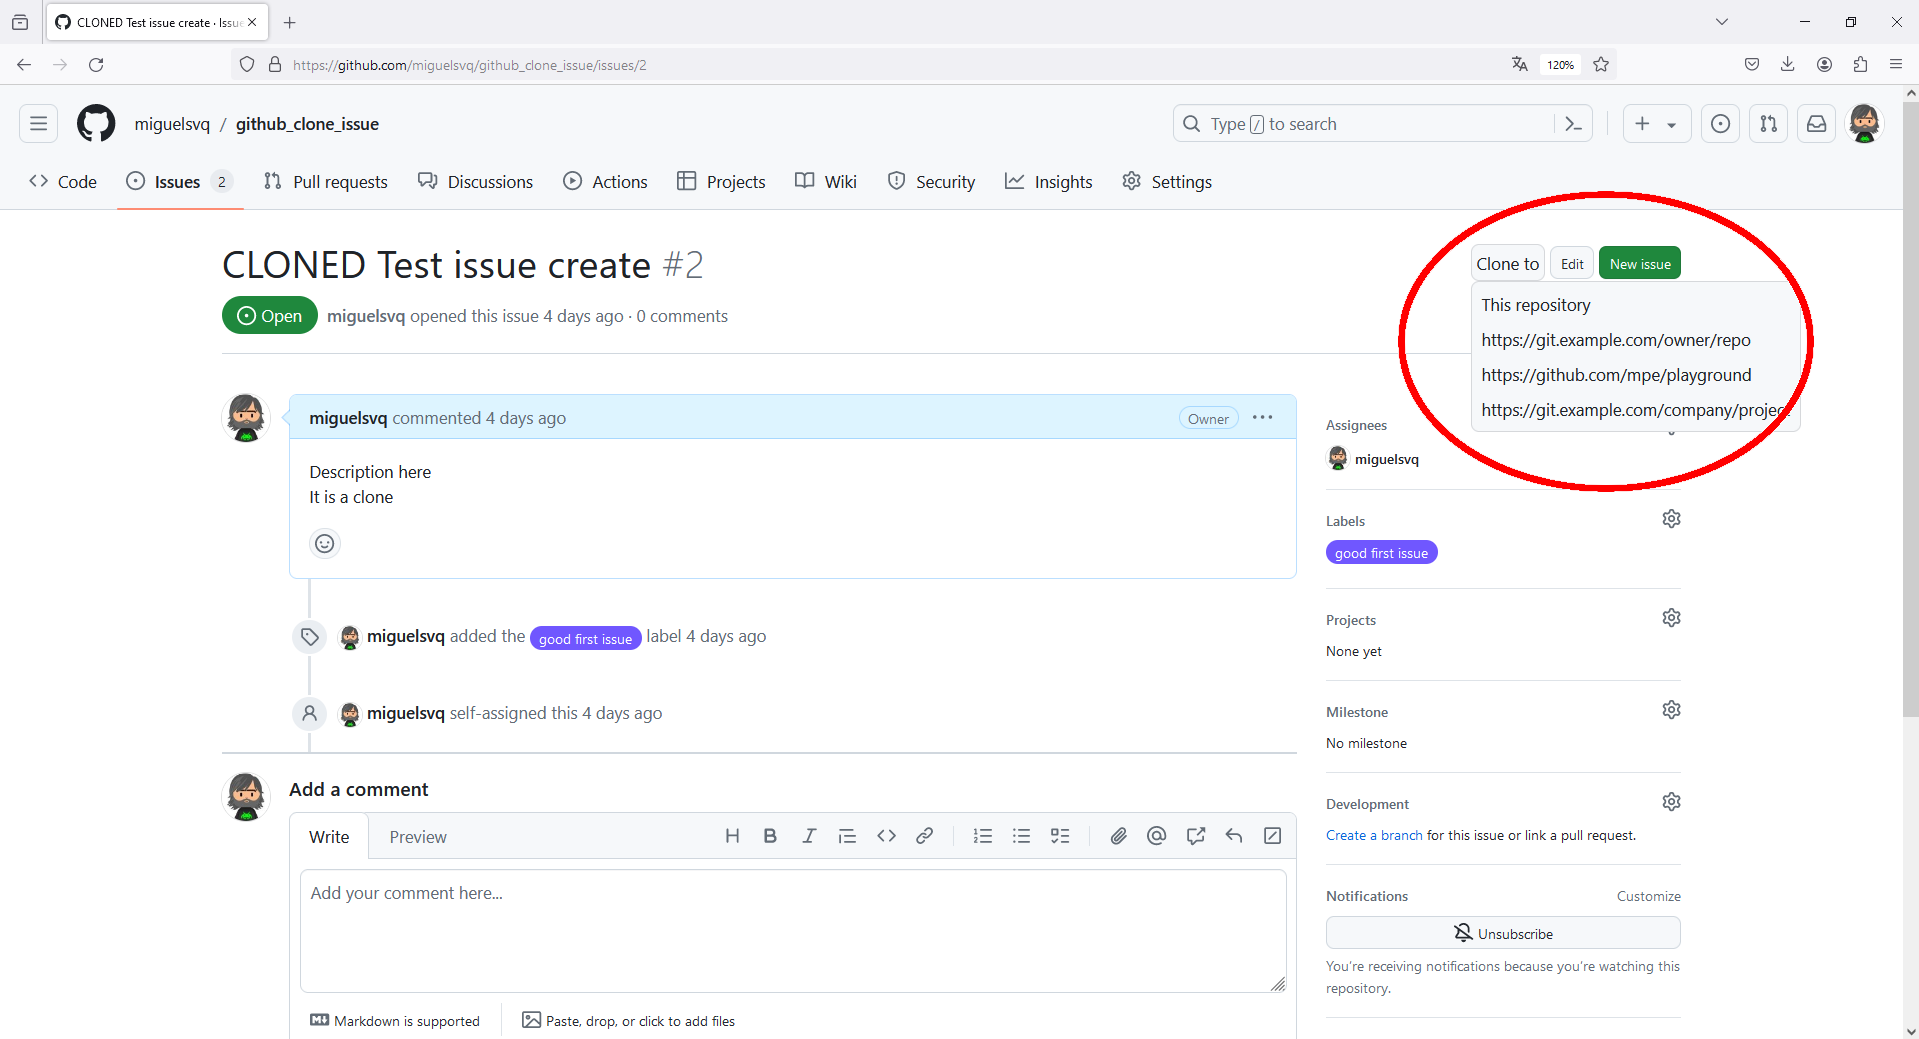 CLONED Test issue create · Issue
https://github.com/miguelsvq/github_clone_issue/issues/2
120%
miguelsvq / github_clone_issue
Type / to search
Code
Issues 2
Pull requests
Discussions
Actions
Projects
Wiki
Security
Insights
Settings
CLONED Test issue create #2
Clone to
Edit
New issue
This repository
https://git.example.com/owner/repo
https://github.com/mpe/playground
https://git.example.com/company/project
Open
miguelsvq opened this issue 4 days ago · 0 comments
miguelsvq commented 4 days ago
Owner
Description here
It is a clone
miguelsvq added the good first issue label 4 days ago
miguelsvq self-assigned this 4 days ago
Add a comment
Write
Preview
Add your comment here...
Markdown is supported
Paste, drop, or click to add files
Assignees
miguelsvq
Labels
good first issue
Projects
None yet
Milestone
No milestone
Development
Create a branch for this issue or link a pull request.
Notifications
Customize
Unsubscribe
You're receiving notifications because you're watching this
repository.